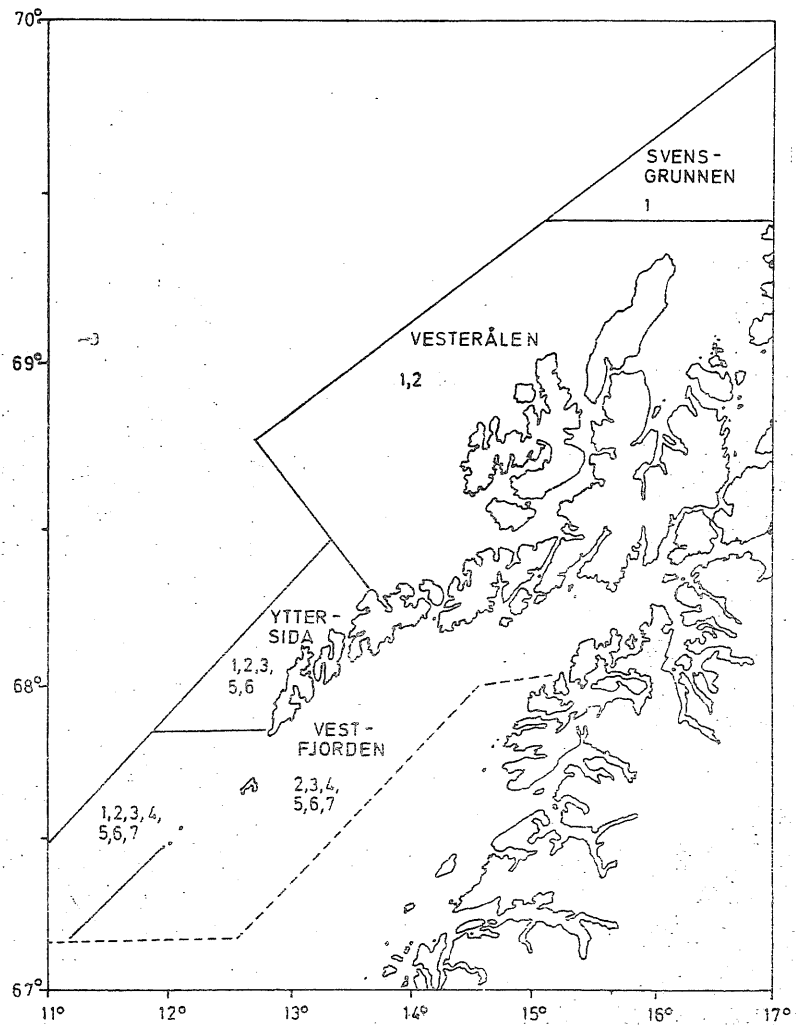 70°
SVENS-
GRUNNEN
1
VESTERÅLEN
69°
1,2
YTTER-
SIDA
1,2,3,
5,6
68°
VEST-
FJORDEN
2,3,4,
5,6,7
1,2,3,4,
5,6,7
67°
11° 12° 13° 14° 15° 16° 17°